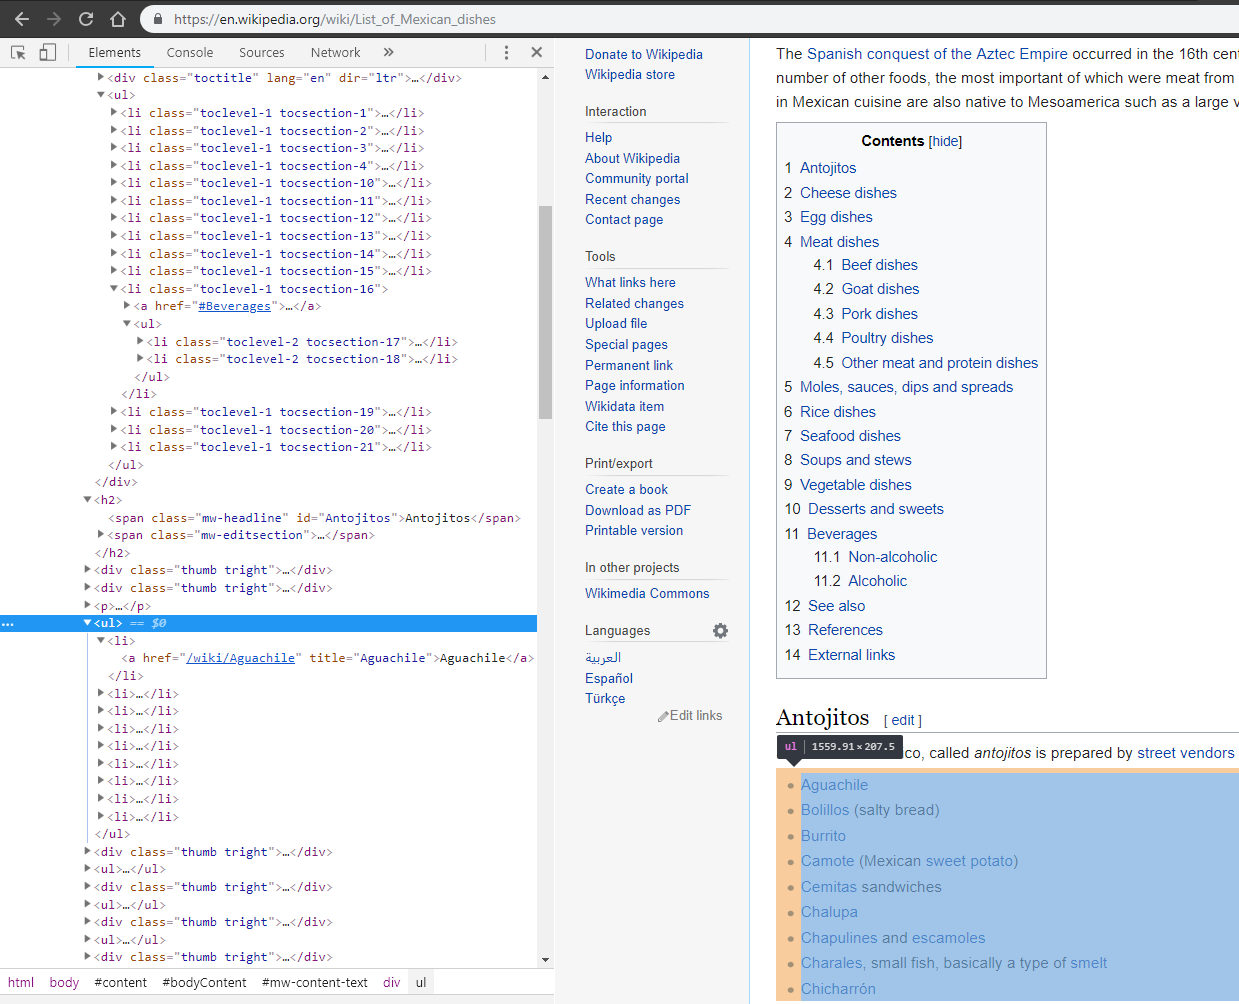 https://en.wikipedia.org/wiki/List_of_Mexican_dishes
Elements Console Sources Network »
<div class="toctitle" lang="en" dir="ltr">…</div>
<ul>
<li class="toclevel-1 tocsection-1">…</li>
<li class="toclevel-1 tocsection-2">…</li>
<li class="toclevel-1 tocsection-3">…</li>
<li class="toclevel-1 tocsection-4">…</li>
<li class="toclevel-1 tocsection-10">…</li>
<li class="toclevel-1 tocsection-11">…</li>
<li class="toclevel-1 tocsection-12">…</li>
<li class="toclevel-1 tocsection-13">…</li>
<li class="toclevel-1 tocsection-14">…</li>
<li class="toclevel-1 tocsection-15">…</li>
<li class="toclevel-1 tocsection-16">
<a href="#Beverages">…</a>
<ul>
<li class="toclevel-2 tocsection-17">…</li>
<li class="toclevel-2 tocsection-18">…</li>
</ul>
</li>
<li class="toclevel-1 tocsection-19">…</li>
<li class="toclevel-1 tocsection-20">…</li>
<li class="toclevel-1 tocsection-21">…</li>
</ul>
</div>
<h2>
<span class="mw-headline" id="Antojitos">Antojitos</span>
<span class="mw-editsection">…</span>
</h2>
<div class="thumb tright">…</div>
<div class="thumb tright">…</div>
<p>…</p>
… <ul> == $0
<li>
<a href="/wiki/Aguachile" title="Aguachile">Aguachile</a>
</li>
<li>…</li>
<li>…</li>
<li>…</li>
<li>…</li>
<li>…</li>
<li>…</li>
<li>…</li>
<li>…</li>
</ul>
<div class="thumb tright">…</div>
<ul>…</ul>
<div class="thumb tright">…</div>
<ul>…</ul>
<div class="thumb tright">…</div>
<ul>…</ul>
<div class="thumb tright">…</div>
html body #content #bodyContent #mw-content-text div ul
Donate to Wikipedia
Wikipedia store
Interaction
Help
About Wikipedia
Community portal
Recent changes
Contact page
Tools
What links here
Related changes
Upload file
Special pages
Permanent link
Page information
Wikidata item
Cite this page
Print/export
Create a book
Download as PDF
Printable version
In other projects
Wikimedia Commons
Languages
العربية
Español
Türkçe
Edit links
The Spanish conquest of the Aztec Empire occurred in the 16th cent
number of other foods, the most important of which were meat from
in Mexican cuisine are also native to Mesoamerica such as a large v
Contents [hide]
1 Antojitos
2 Cheese dishes
3 Egg dishes
4 Meat dishes
4.1 Beef dishes
4.2 Goat dishes
4.3 Pork dishes
4.4 Poultry dishes
4.5 Other meat and protein dishes
5 Moles, sauces, dips and spreads
6 Rice dishes
7 Seafood dishes
8 Soups and stews
9 Vegetable dishes
10 Desserts and sweets
11 Beverages
11.1 Non-alcoholic
11.2 Alcoholic
12 See also
13 References
14 External links
Antojitos [ edit ]
ul 1559.91 × 207.5
co, called antojitos is prepared by street vendors
Aguachile
Bolillos (salty bread)
Burrito
Camote (Mexican sweet potato)
Cemitas sandwiches
Chalupa
Chapulines and escamoles
Charales, small fish, basically a type of smelt
Chicharrón